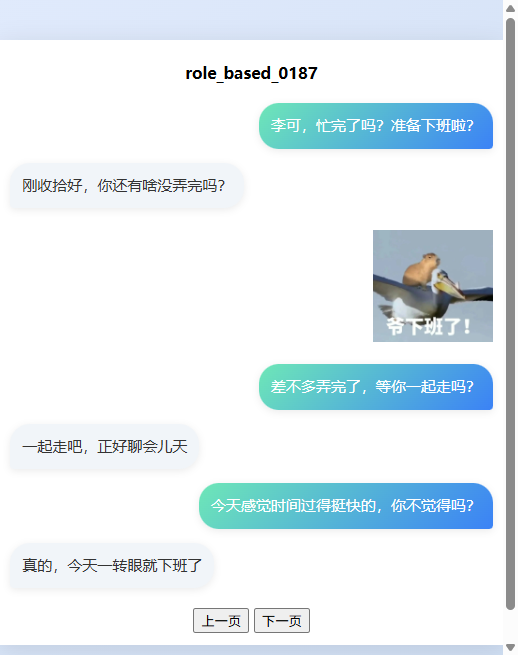 role_based_0187
李可，忙完了吗？准备下班啦？
刚收拾好，你还有啥没弄完吗？
爷下班了！
差不多弄完了，等你一起走吗？
一起走吧，正好聊会儿天
今天感觉时间过得挺快的，你不觉得吗？
真的，今天一转眼就下班了
上一页 下一页